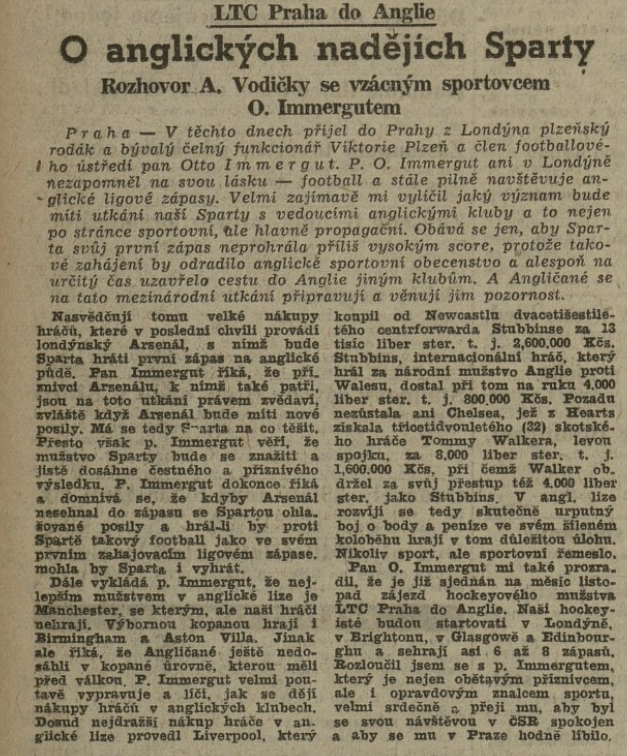 LTC Praha do Anglie
O anglických nadějích Sparty
Rozhovor A. Vodičky se vzácným sportovcem
O. Immergutem
Praha — V těchto dnech přijel do Prahy z Londýna plzeňský
rodák a bývalý čelný funkcionář Viktorie Plzeň a člen footballové-
ho ústředí pan Otto Immergut. P. O. Immergut ani v Londýně
nezapomněl na svou lásku — football a stále pilně navštěvuje an-
glické ligové zápasy. Velmi zajímavě mi vylíčil jaký význam bude
míti utkání naší Sparty s vedoucími anglickými kluby a to nejen
po stránce sportovní, ale hlavně propagační. Obává se jen, aby Spar-
ta svůj první zápas neprohrála příliš vysokým score, protože tako-
vé zahájení by odradilo anglické sportovní obecenstvo a alespoň na
určitý čas uzavřelo cestu do Anglie jiným klubům. A Angličané se
na tato mezinárodní utkání připravují a věnují jim pozornost.
Nasvědčují tomu velké nákupy
hráčů, které v poslední chvíli provádí
londýnský Arsenál, s nímž bude
Sparta hráti první zápas na anglické
půdě. Pan Immergut říká, že pří
znivci Arsenálu, k nimž také patří,
jsou na toto utkání právem zvědaví,
zvláště když Arsenál bude míti nové
posily. Má se tedy Sparta na co těšit.
Přesto však p. Immergut věří, že
mužstvo Sparty bude se snažiti a
jistě dosáhne čestného a příznivého
výsledku. P. Immergut dokonce říká
a domnívá se, že kdyby Arsenál
nesehnal do zápasu se Spartou ohla.
šované posily a hrál-li by proti
Spartě takový football jako ve svém
prvním zahajovacím ligovém zápase,
mohla by Sparta i vyhrát.
Dále vykládá p. Immergut, že nej-
lepším mužstvem v anglické lize je
Manchester, se kterým, ale naši hráči
nehrají. Výbornou kopanou hrají i
Birmingham a Aston Villa. Jinak
ale říká, že Angličané ještě nedo-
sáhli v kopané úrovně, kterou měli
před válkou. P. Immergut velmi pou-
tavě vypravuje a líčí, jak se dějí
nákupy hráčů v anglických klubech.
Dosud nejdražší nákup hráče v an.
glické lize provedl Liverpool, který
koupil od Newcastlu dvacetišestile-
tého centrforwarda Stubbinse za 13
tisíc liber ster. t. j. 2,600.000 Kčs.
Stubbins, internacionální hráč, který
hrál za národní mužstvo Anglie proti
Walesu, dostal při tom na ruku 4.000
liber ster. t. j. 800.000 Kčs. Pozadu
nezůstala ani Chelsea, jež z Hearts
získala třicetidvouletého (32) skotské-
ho hráče Tommy Walkera, levou
spojku, za 8,000 liber ster. t. j.
1,600.000 Kčs, při čemž Walker ob.
držel za svůj přestup též 4.000 liber
ster. jako Stubbins. V angl. lize
rozvíjí se tedy skutečně urputný
boj o body a peníze ve svém šíleném
koloběhu hrají v tom důležitou úlohu.
Nikoliv sport, ale sportovní řemeslo.
Pan O. Immergut mi také prozra-
dil, že je již sjednán na měsíc listo-
pad zájezd hockeyového mužstva
LTC Praha do Anglie. Naši hockey-
isté budou startovati v Londýně,
v Brightonu, v Glasgowě a Edinbour-
ghu a sehrají asi 6 až 8 zápasů.
Rozloučil jsem se s p. Immergutem,
který je nejen obětavým příznivcem,
ale i opravdovým znalcem sportu,
velmi srdečně a přeji mu, aby byl
se svou návštěvou v ČSR spokojen
a aby se mu v Praze hodně líbilo.